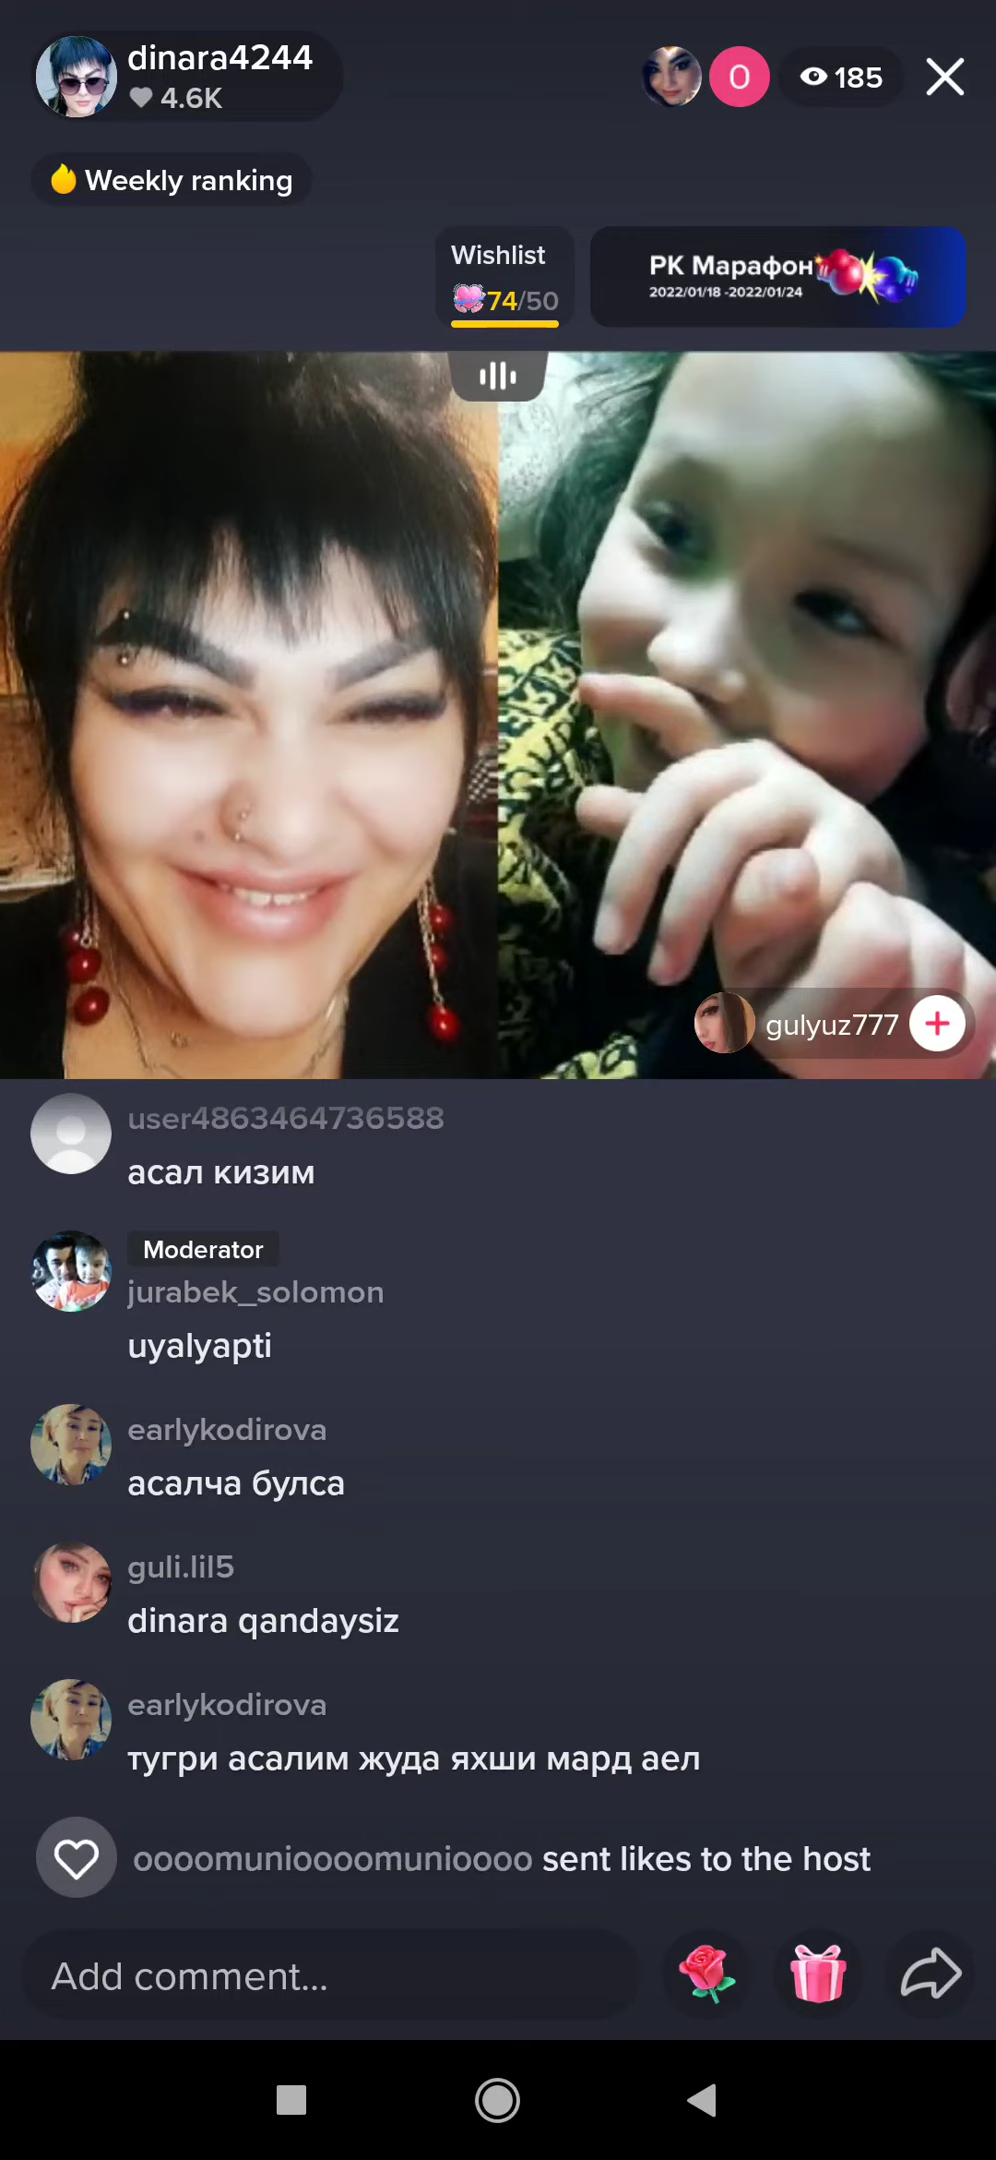 dinara4244
4.6K
0
185
Weekly ranking
Wishlist
74/50
PK Марафон
2022/01/18 -2022/01/24
gulyuz777
user4863464736588
асал кизим
Moderator
jurabek_solomon
uyalyapti
earlykodirova
асалча булса
guli.lil5
dinara qandaysiz
earlykodirova
тугри асалим жуда яхши мард аел
oooomunioooomunioooo sent likes to the host
Add comment...